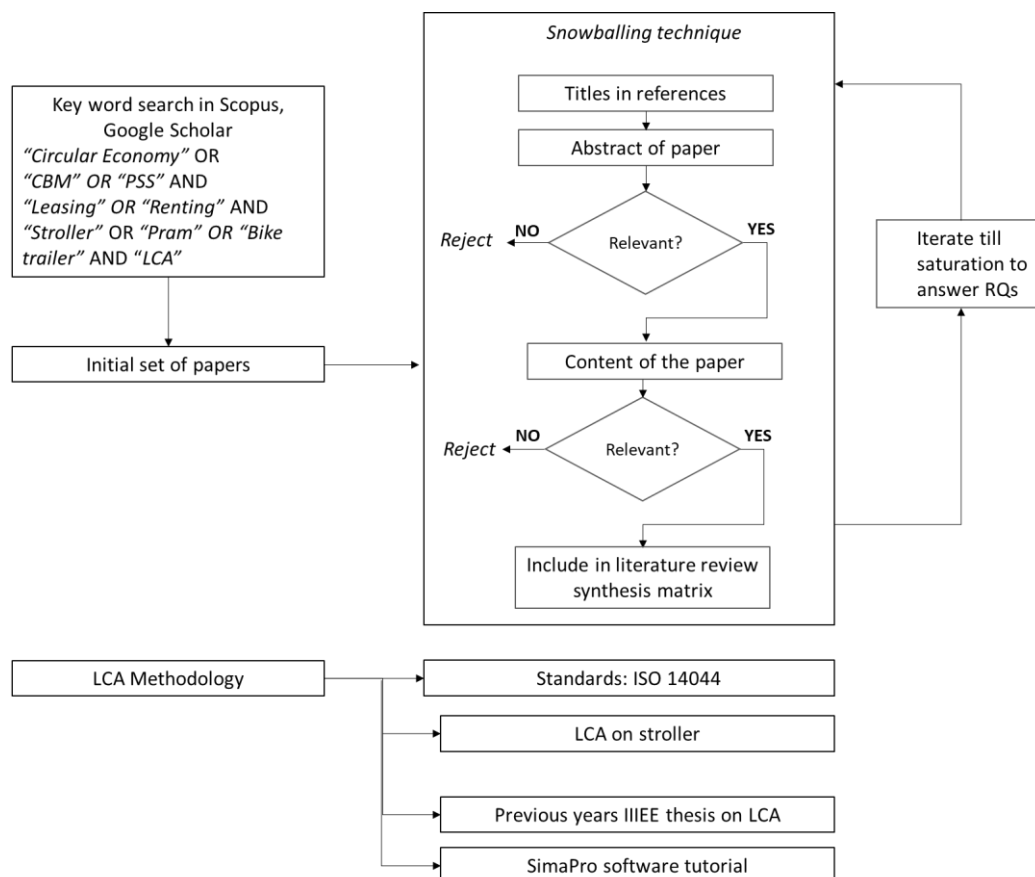 Key word search in Scopus,
Google Scholar
“Circular Economy” OR
“CBM” OR “PSS” AND
“Leasing” OR “Renting” AND
“Stroller” OR “Pram” OR “Bike
trailer” AND “LCA”
Initial set of papers
Snowballing technique
Titles in references
Abstract of paper
Relevant?
NO
YES
Reject
Content of the paper
Relevant?
NO
YES
Reject
Include in literature review
synthesis matrix
Iterate till
saturation to
answer RQs
LCA Methodology
Standards: ISO 14044
LCA on stroller
Previous years IIIEE thesis on LCA
SimaPro software tutorial